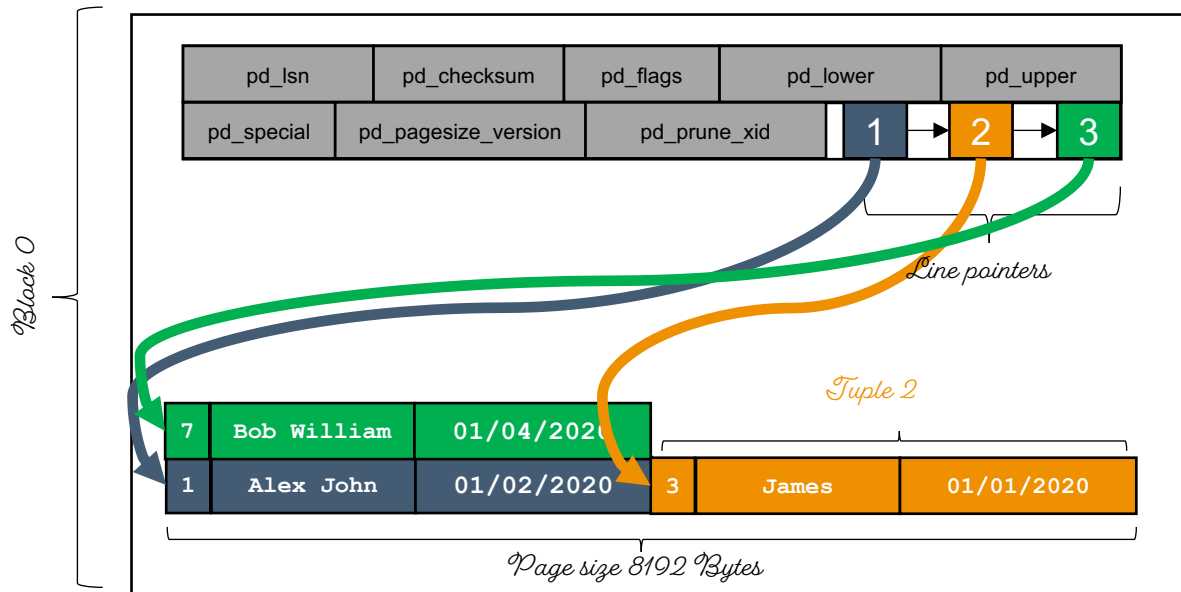 pd_lsn pd_checksum pd_flags pd_lower pd_upper
pd_special pd_pagesize_version pd_prune_xid 1 2 3
Block 0
Line pointers
Tuple 2
7 Bob William 01/04/2020
1 Alex John 01/02/2020 3 James 01/01/2020
Page size 8192 Bytes